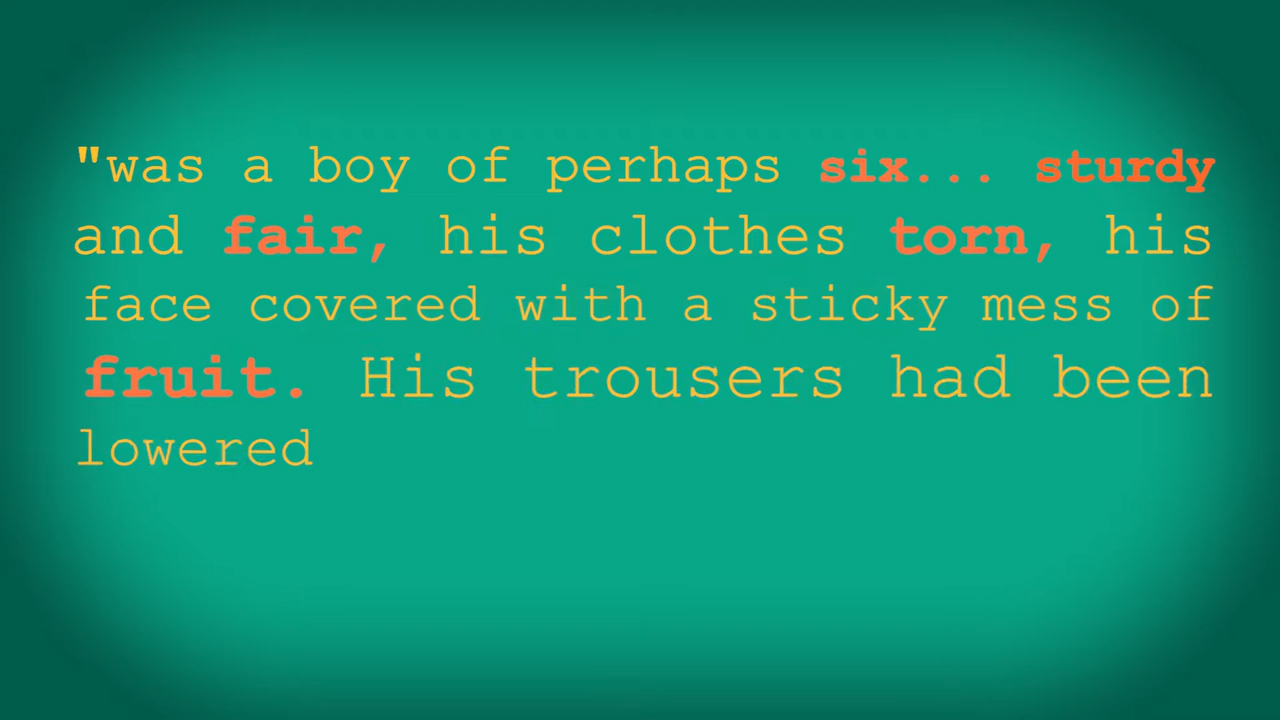 "was a boy of perhaps six... sturdy
and fair, his clothes torn, his
face covered with a sticky mess of
fruit. His trousers had been
lowered